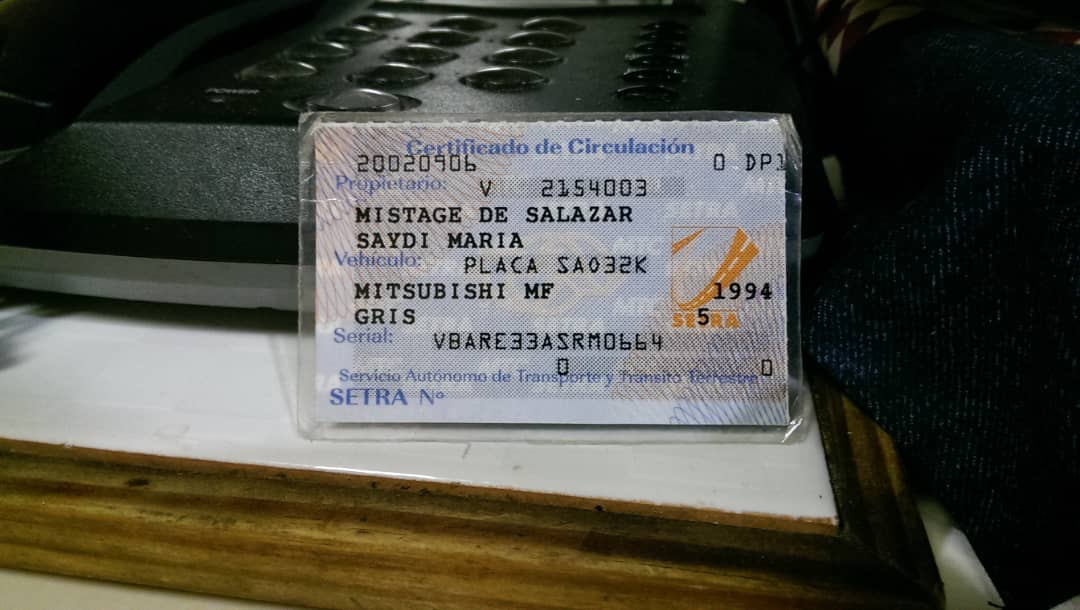 POWER
Certificado de Circulación
20020906 0 DP1
Propietario: V 2154003
MISTAGE DE SALAZAR
SAYDI MARIA
Vehículo: PLACA SA032K
MITSUBISHI MF 1994
GRIS 5
SETRA
Serial: VBARE33ASRM0664
0 0
Servicio Autónomo de Transporte y Tránsito Terrestre
SETRA Nº